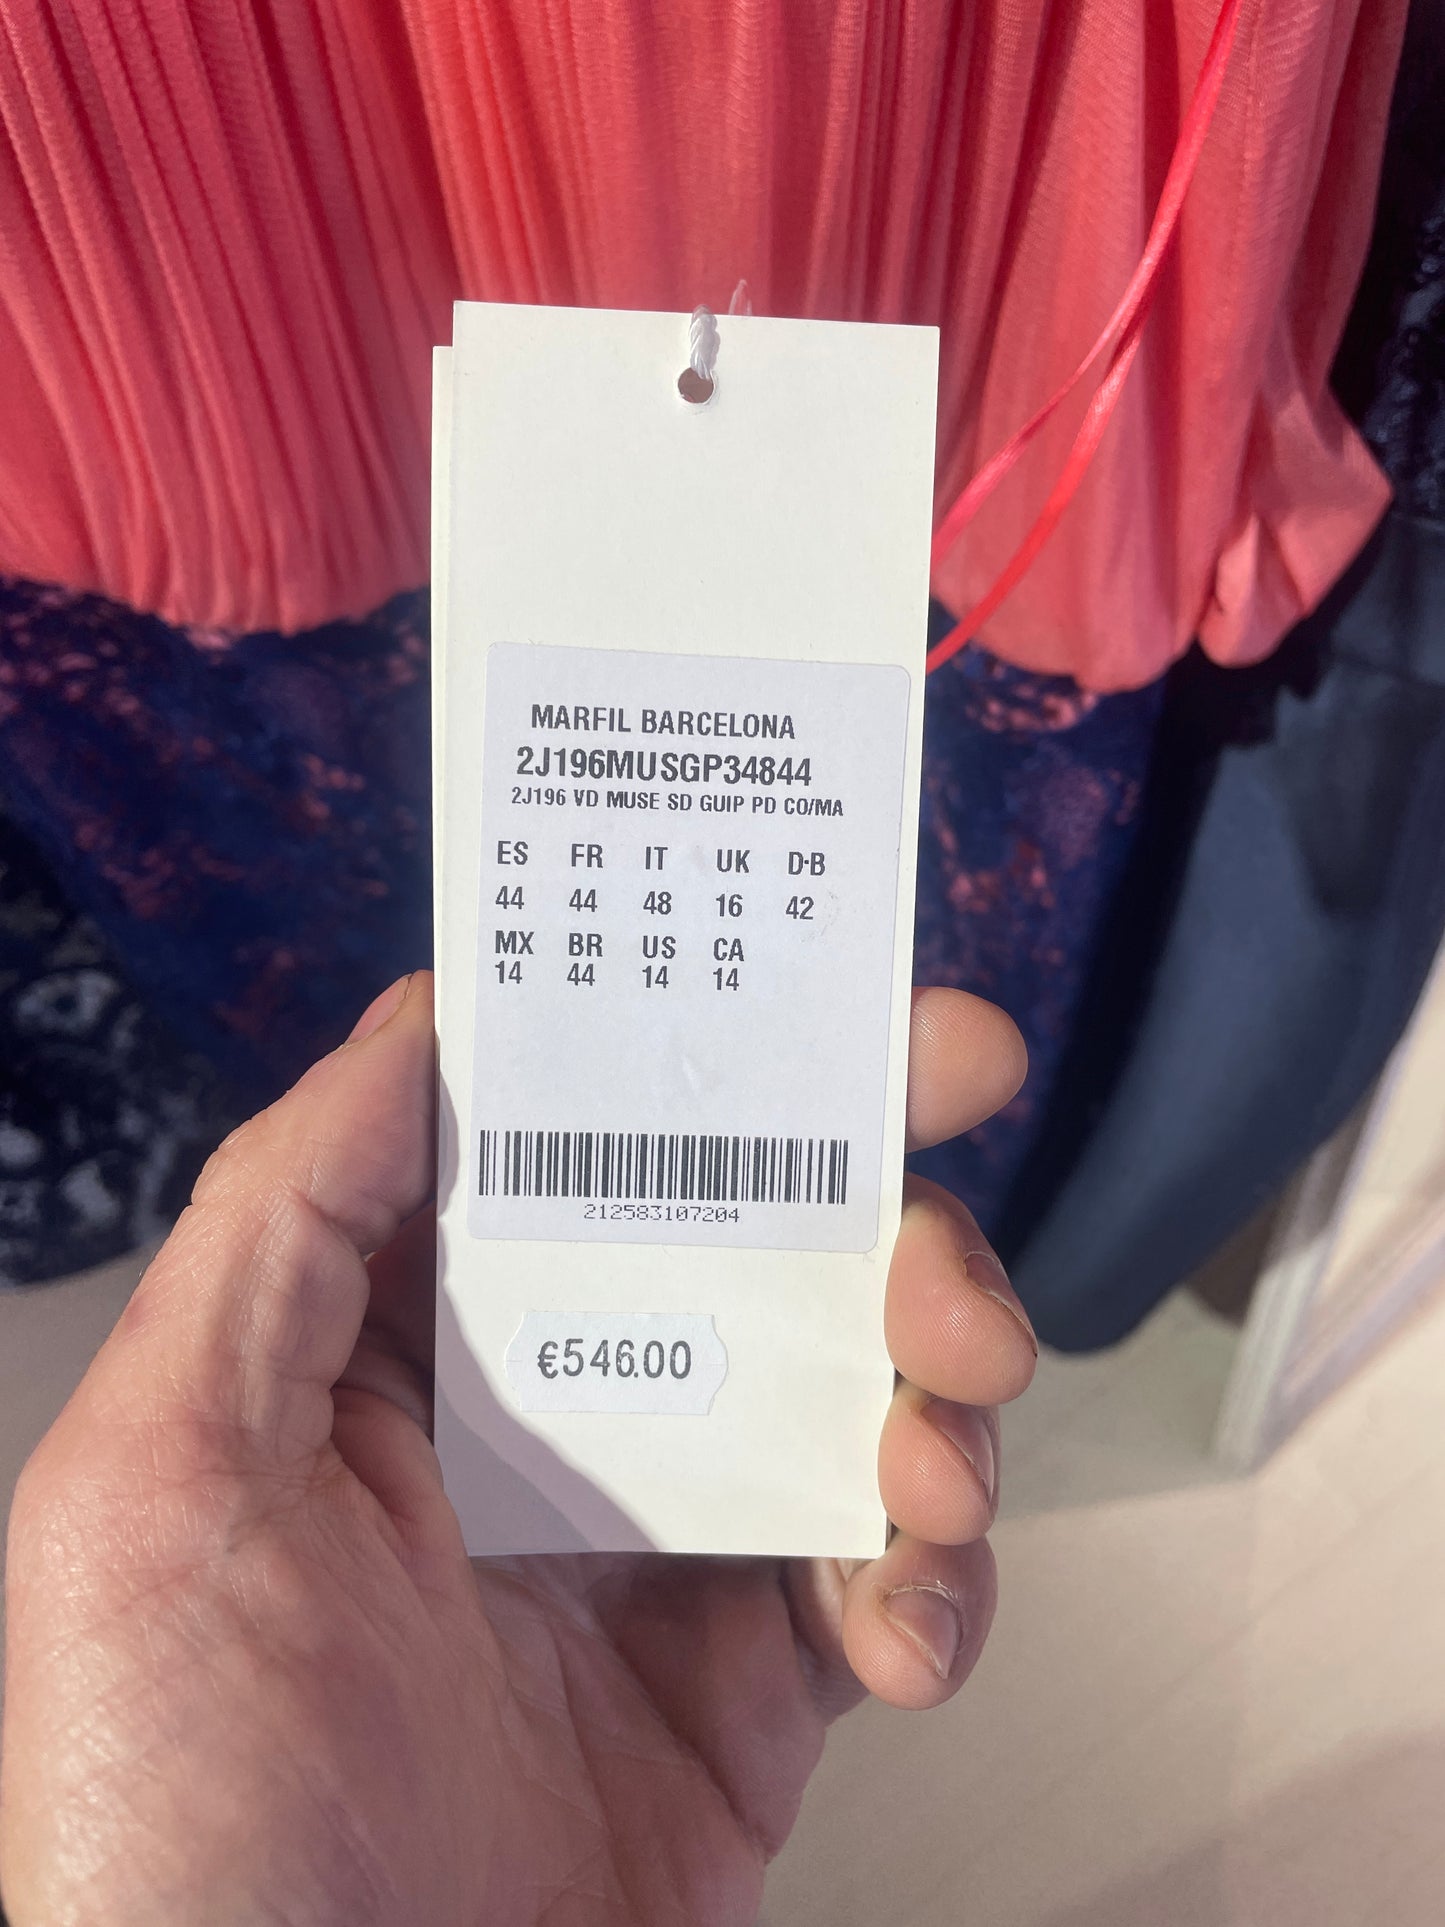 MARFIL BARCELONA
2J196MUSGP34844
2J196 VD MUSE SD GUIP PD CO/MA
ES FR IT UK D-B
44 44 48 16 42
MX BR US CA
14 44 14 14
212583107204
€546.00